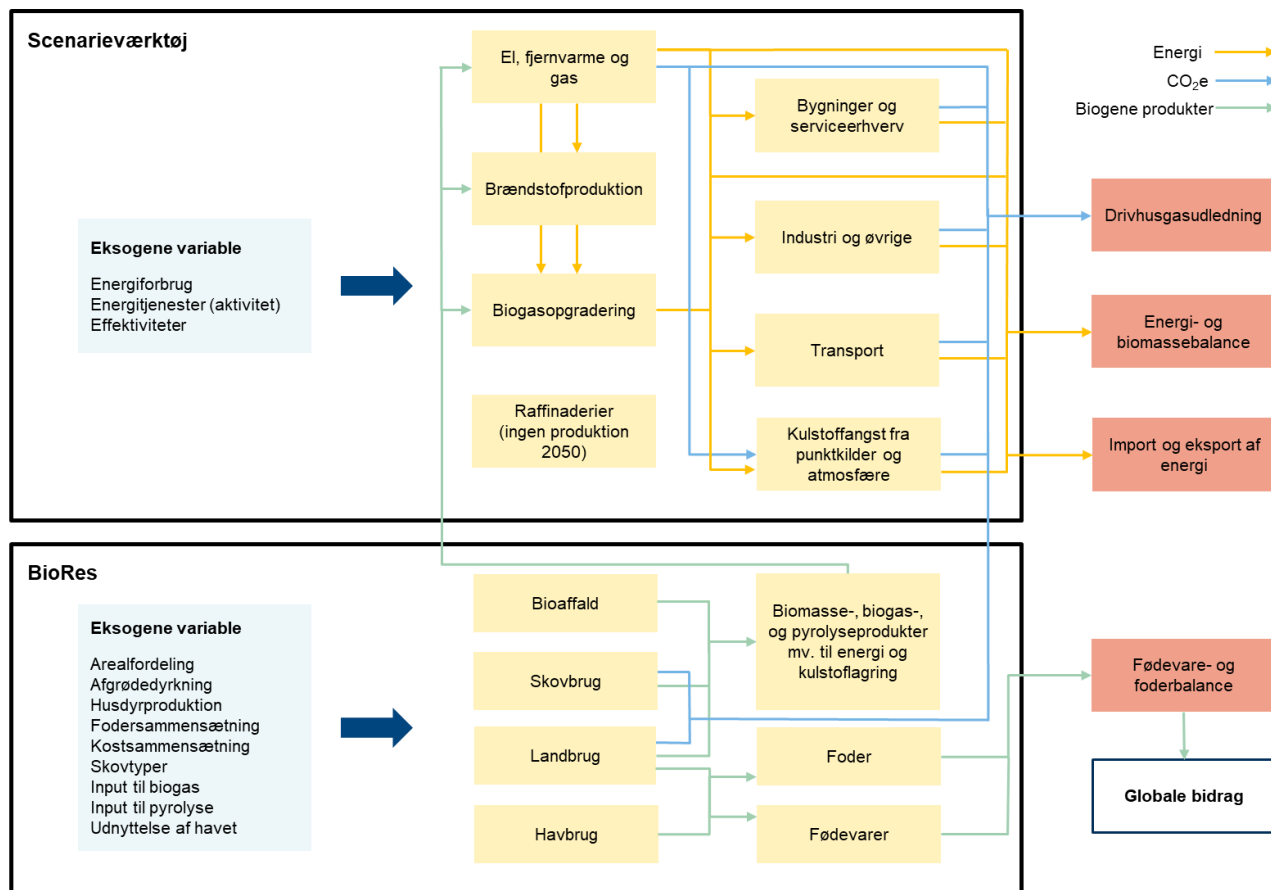 Scenarieværktøj
Eksogene variable
Energiforbrug
Energitjenester (aktivitet)
Effektiviteter
El, fjernvarme og
gas
Brændstofproduktion
Biogasopgradering
Raffinaderier
(ingen produktion
2050)
Bygninger og
serviceerhverv
Industri og øvrige
Transport
Kulstoffangst fra
punktkilder og
atmosfære
Energi
CO₂e
Biogene produkter
Drivhusgasudledning
Energi- og
biomassebalance
Import og eksport af
energi
BioRes
Eksogene variable
Arealfordeling
Afgrødedyrkning
Husdyrproduktion
Fodersammensætning
Kostsammensætning
Skovtyper
Input til biogas
Input til pyrolyse
Udnyttelse af havet
Bioaffald
Skovbrug
Landbrug
Havbrug
Biomasse-, biogas-,
og pyrolyseprodukter
mv. til energi og
kulstoflagring
Foder
Fødevarer
Fødevare- og
foderbalance
Globale bidrag